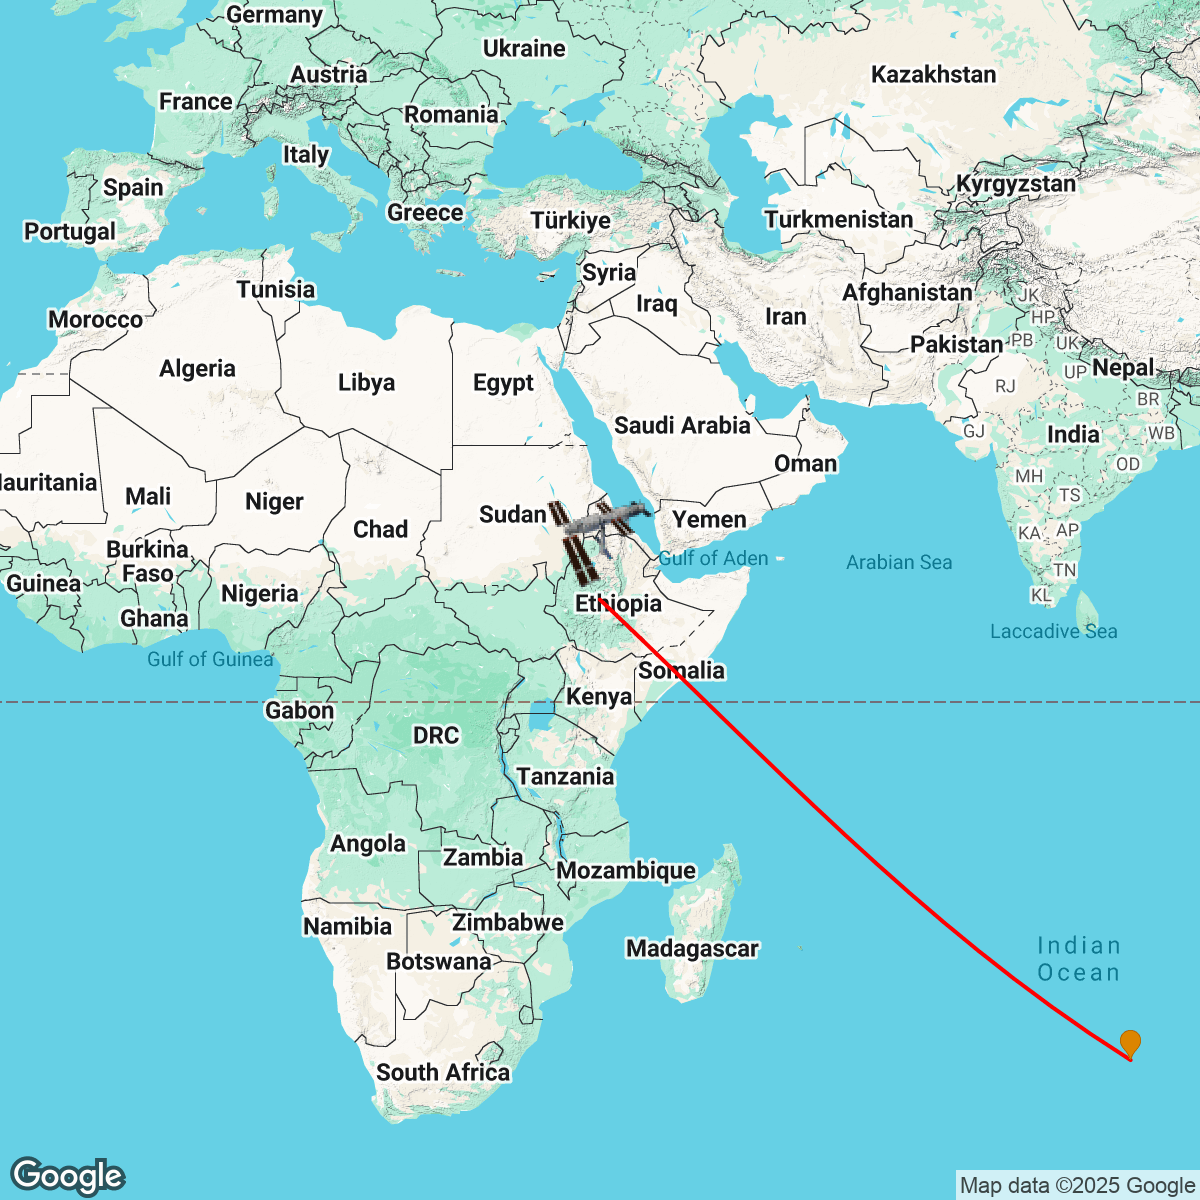 Germany
Ukraine
Austria
Kazakhstan
France
Romania
Italy
Spain
Kyrgyzstan
Greece
Türkiye
Turkmenistan
Portugal
Syria
Tunisia
Iraq
Afghanistan
JK
Morocco
Iran
HP
Pakistan
PB
UK
Algeria
Nepal
UP
Libya
Egypt
RJ
BR
Saudi Arabia
GJ
India
WB
Oman
OD
MH
Mauritania
Mali
Niger
TS
Sudan
Yemen
Chad
KA
AP
Burkina
Faso
Gulf of Aden
Arabian Sea
TN
Guinea
Nigeria
KL
Ethiopia
Ghana
Laccadive Sea
Gulf of Guinea
Somalia
Kenya
Gabon
DRC
Tanzania
Angola
Zambia
Mozambique
Namibia
Zimbabwe
Madagascar
Indian
Ocean
Botswana
South Africa
Google
Map data ©2025 Google